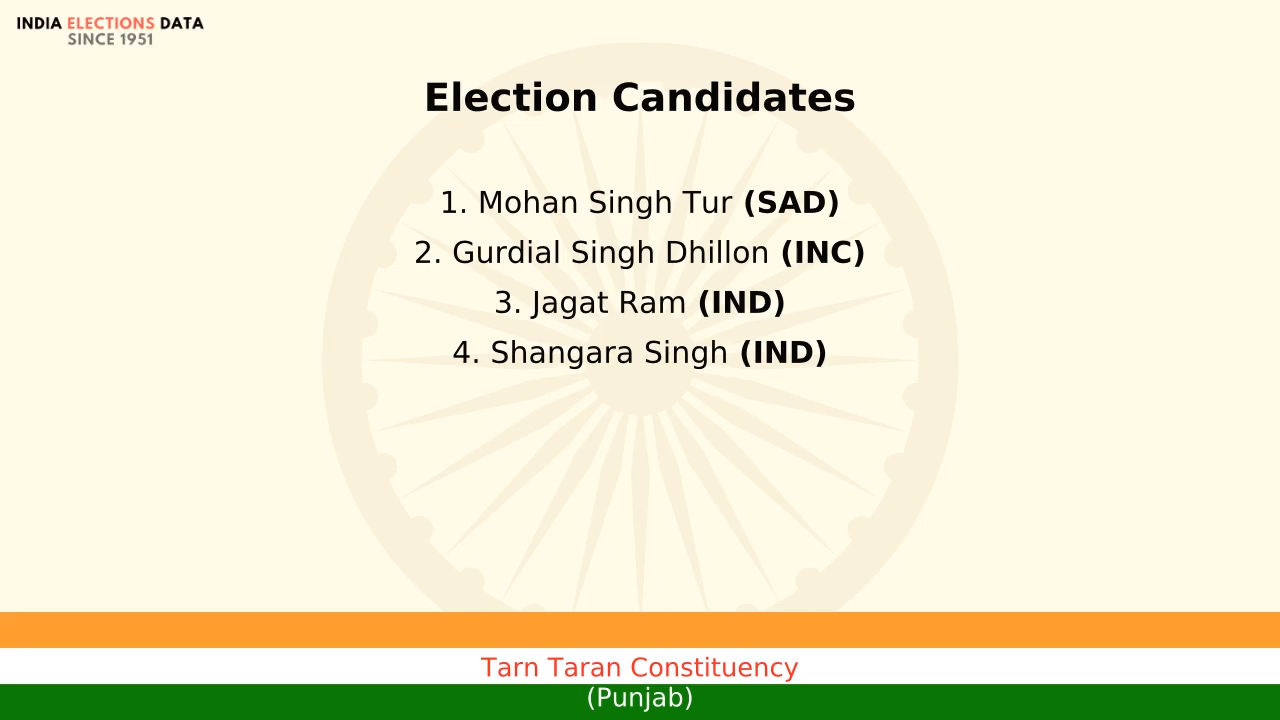 INDIA ELECTIONS DATA
SINCE 1951
Election Candidates
1. Mohan Singh Tur (SAD)
2. Gurdial Singh Dhillon (INC)
3. Jagat Ram (IND)
4. Shangara Singh (IND)
Tarn Taran Constituency
(Punjab)